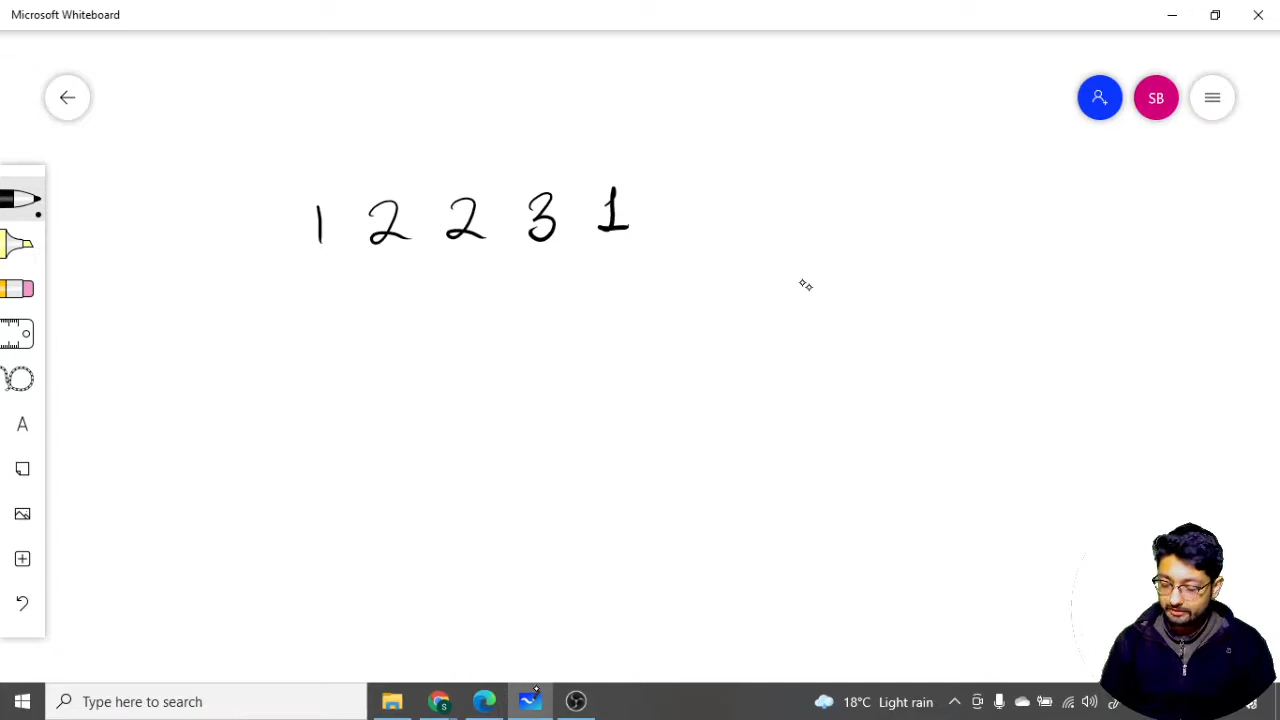 Microsoft Whiteboard
SB
1 2 2 3 1
A
Type here to search
18°C Light rain